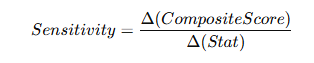 Sensitivity = Δ(CompositeScore) / Δ(Stat)